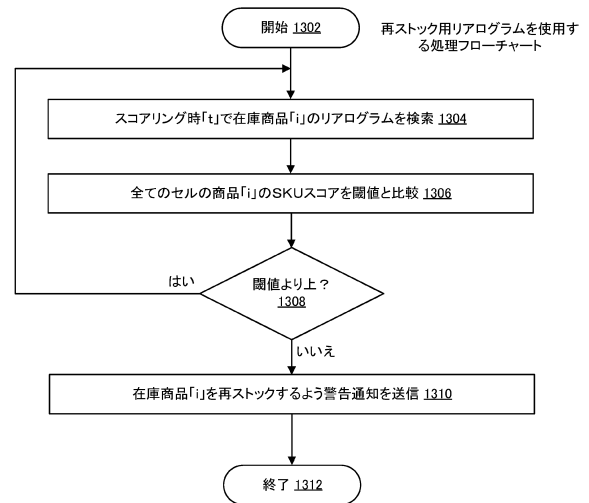 開始 1302
再ストック用リアログラムを使用す
る処理フローチャート
スコアリング時「t」で在庫商品「i」のリアログラムを検索 1304
全てのセルの商品「i」のSKUスコアを閾値と比較 1306
はい
閾値より上？
1308
いいえ
在庫商品「i」を再ストックするよう警告通知を送信 1310
終了 1312